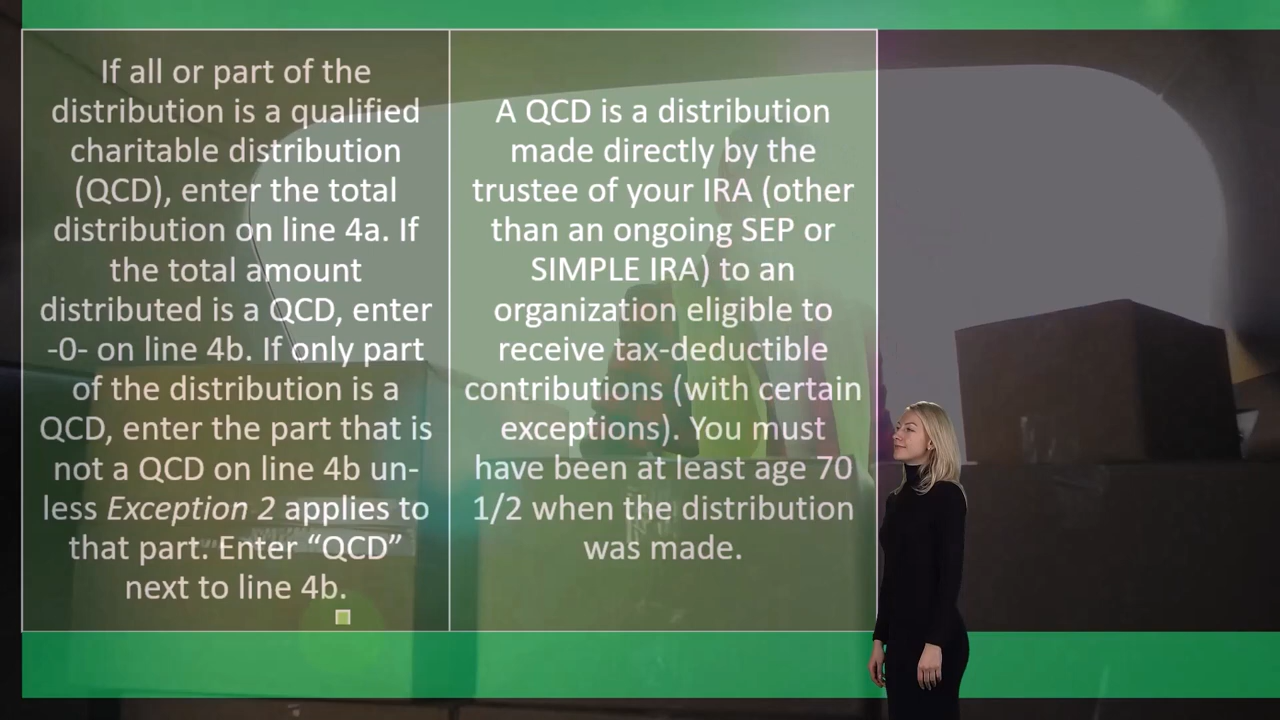 If all or part of the
distribution is a qualified
charitable distribution
(QCD), enter the total
distribution on line 4a. If
the total amount
distributed is a QCD, enter
-0- on line 4b. If only part
of the distribution is a
QCD, enter the part that is
not a QCD on line 4b un-
less Exception 2 applies to
that part. Enter “QCD”
next to line 4b.
A QCD is a distribution
made directly by the
trustee of your IRA (other
than an ongoing SEP or
SIMPLE IRA) to an
organization eligible to
receive tax-deductible
contributions (with certain
exceptions). You must
have been at least age 70
1/2 when the distribution
was made.